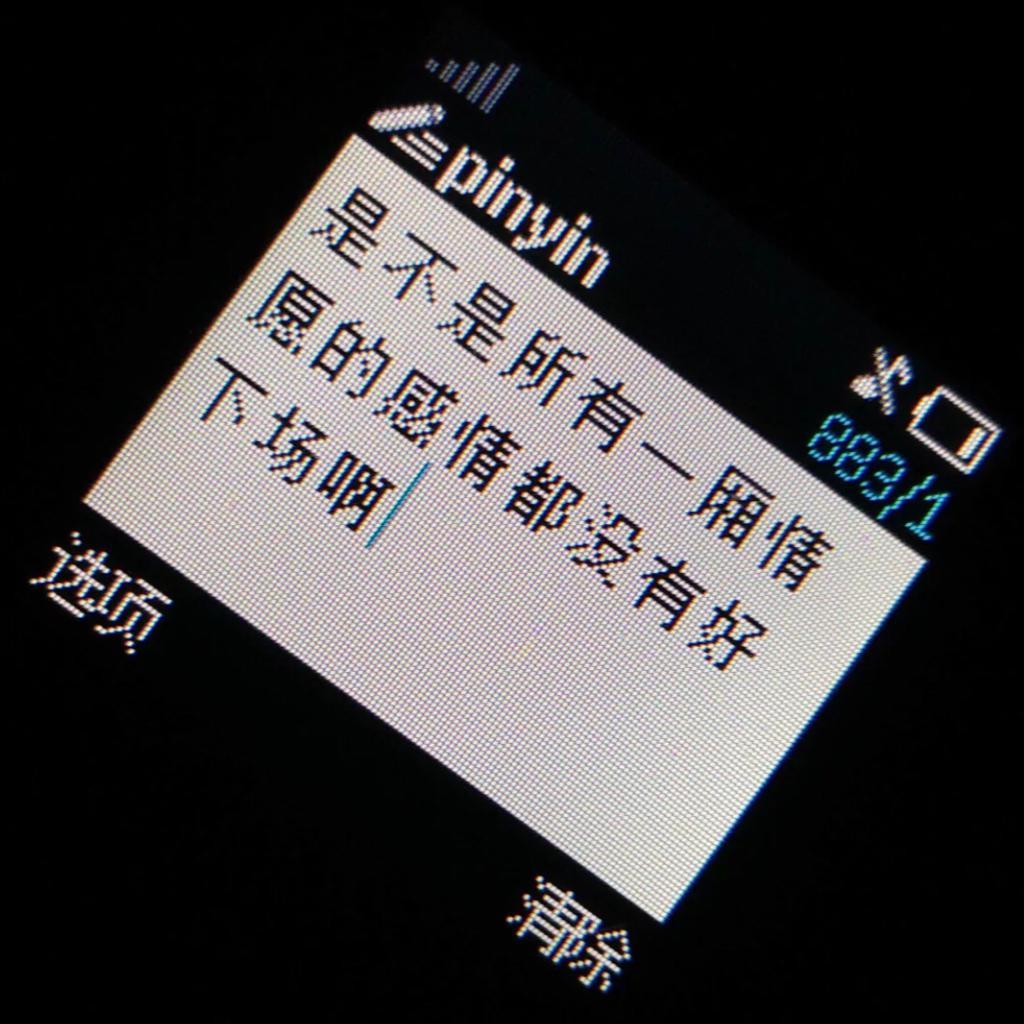 pinyin
883/1
是不是所有一厢情
愿的感情都没有好
下场啊
选项
清除